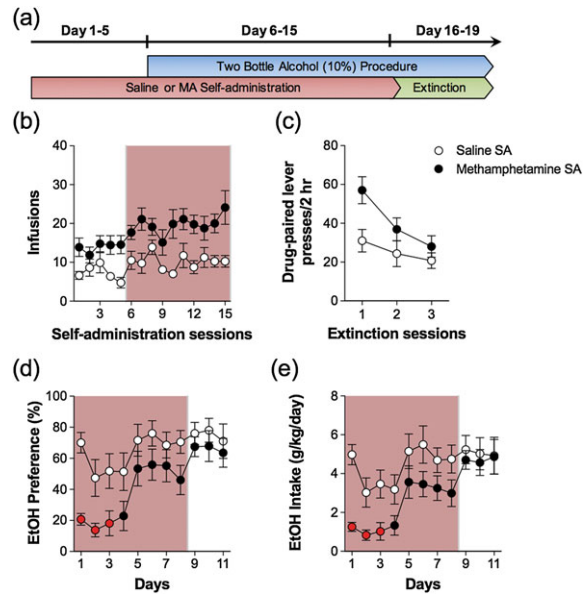 (a)
Day 1-5
Day 6-15
Day 16-19
Two Bottle Alcohol (10%) Procedure
Saline or MA Self-administration
Extinction
(b)
(c)
Saline SA
Methamphetamine SA
Infusions
40
30
20
10
0
3
6
9
12
15
Self-administration sessions
Drug-paired lever
presses/2 hr
80
60
40
20
0
1
2
3
Extinction sessions
(d)
(e)
EtOH Preference (%)
100
80
60
40
20
0
1
3
5
7
9
11
Days
EtOH Intake (g/kg/day)
8
6
4
2
0
1
3
5
7
9
11
Days